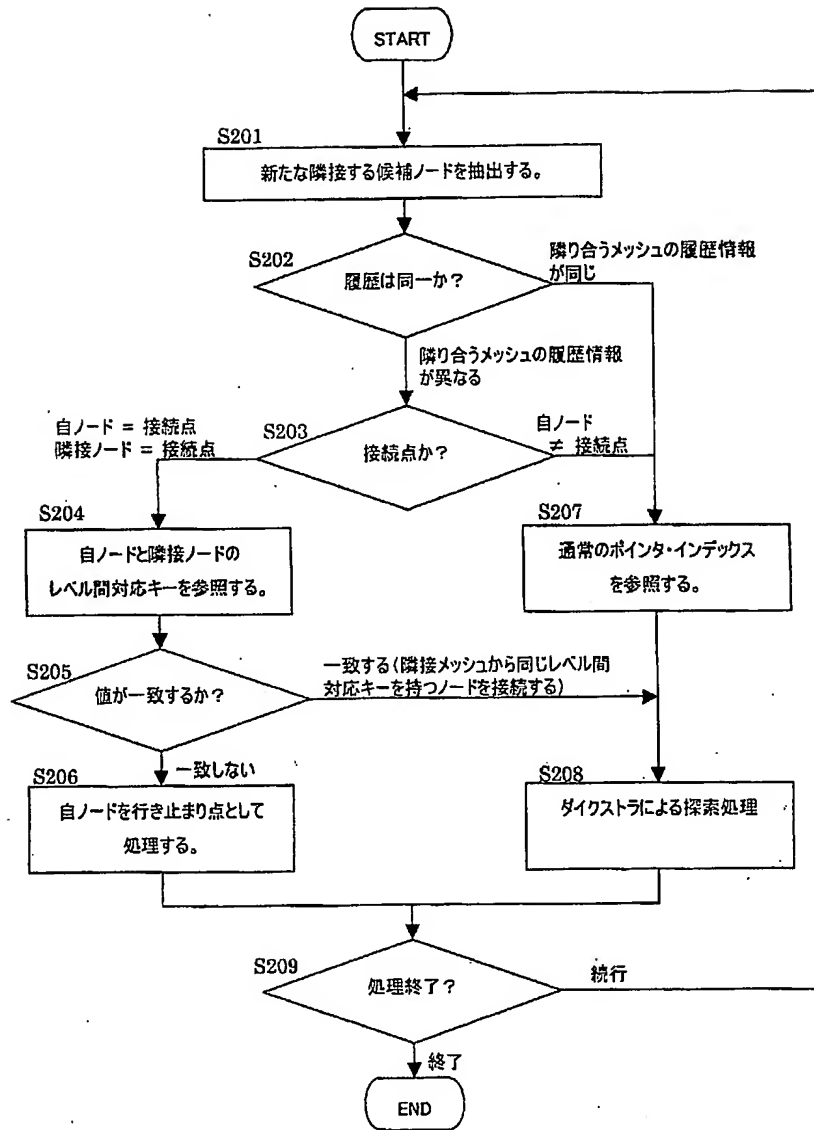 START
S201
新たな隣接する候補ノードを抽出する。
S202
履歴は同一か？
隣り合うメッシュの履歴情報
が同じ
隣り合うメッシュの履歴情報
が異なる
自ノード = 接続点
隣接ノード = 接続点
S203
接続点か？
自ノード
≠ 接続点
S204
自ノードと隣接ノードの
レベル間対応キーを参照する。
S207
通常のポインタ・インデックス
を参照する。
S205
値が一致するか？
一致する(隣接メッシュから同じレベル間
対応キーを持つノードを接続する)
一致しない
S206
自ノードを行き止まり点として
処理する。
S208
ダイクストラによる探索処理
S209
処理終了？
続行
終了
END